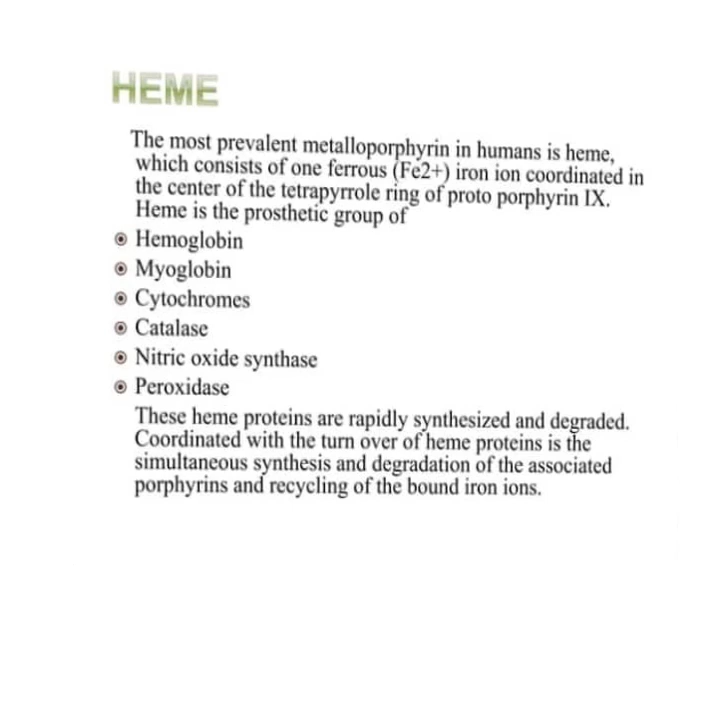 HEME
The most prevalent metalloporphyrin in humans is heme,
which consists of one ferrous (Fe2+) iron ion coordinated in
the center of the tetrapyrrole ring of proto porphyrin IX.
Heme is the prosthetic group of
Hemoglobin
Myoglobin
Cytochromes
Catalase
Nitric oxide synthase
Peroxidase
These heme proteins are rapidly synthesized and degraded.
Coordinated with the turn over of heme proteins is the
simultaneous synthesis and degradation of the associated
porphyrins and recycling of the bound iron ions.